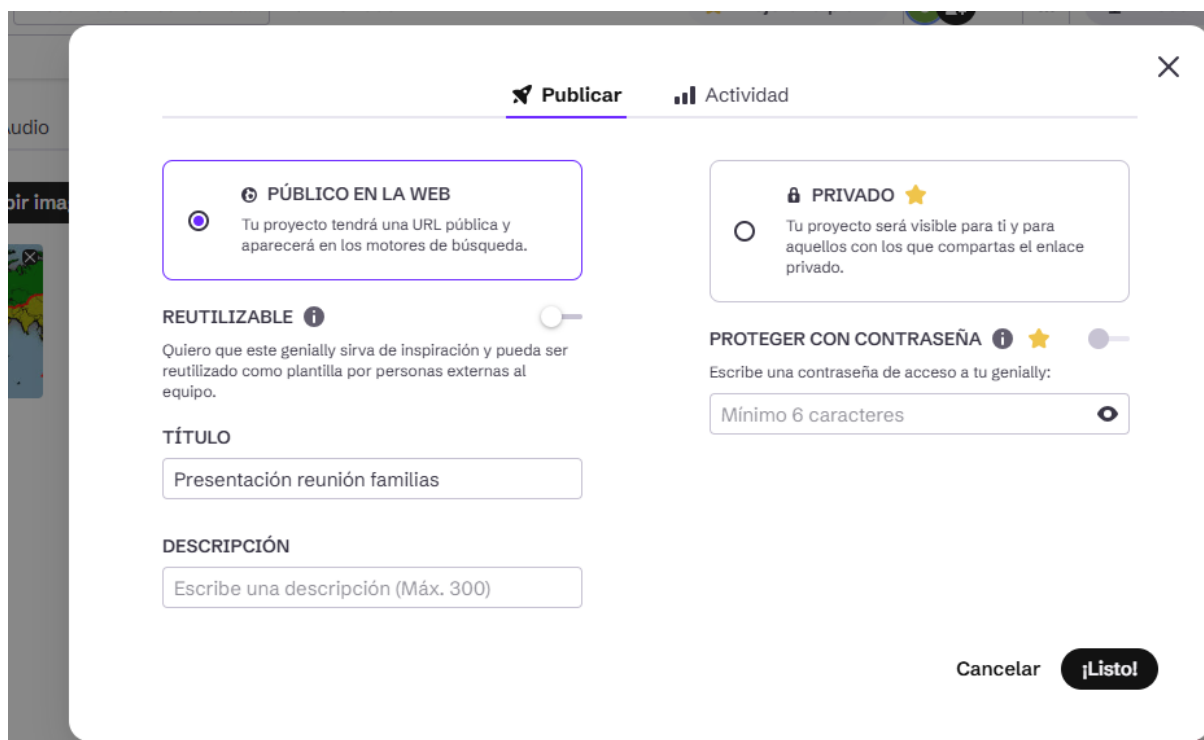 Publicar
Actividad
Audio
PÚBLICO EN LA WEB
Tu proyecto tendrá una URL pública y
aparecerá en los motores de búsqueda.
PRIVADO
Tu proyecto será visible para ti y para
aquellos con los que compartas el enlace
privado.
REUTILIZABLE
Quiero que este genially sirva de inspiración y pueda ser
reutilizado como plantilla por personas externas al
equipo.
PROTEGER CON CONTRASEÑA
Escribe una contraseña de acceso a tu genially:
Mínimo 6 caracteres
TÍTULO
Presentación reunión familias
DESCRIPCIÓN
Escribe una descripción (Máx. 300)
Cancelar
¡Listo!